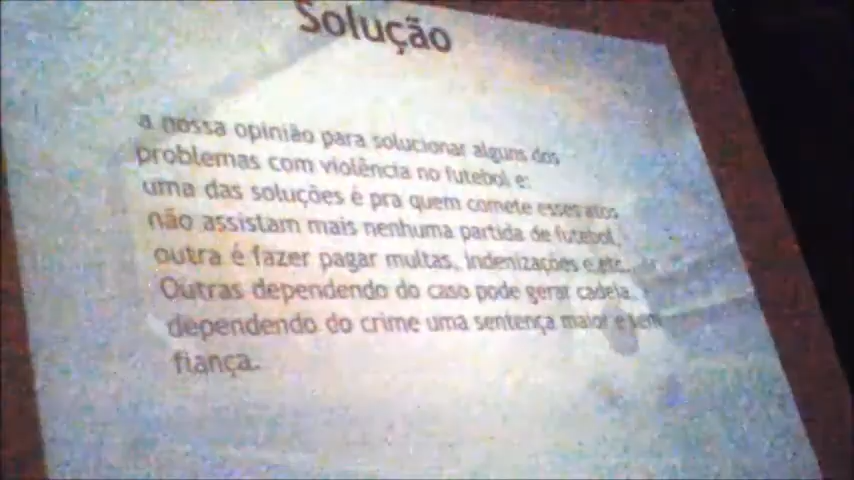 Solução
a nossa opinião para solucionar alguns dos
problemas com violência no futebol e:
uma das soluções é pra quem comete esses atos
não assistam mais nenhuma partida de futebol,
outra é fazer pagar multas, indenizações e etc..
Outras dependendo do caso pode gerar cadeia,
dependendo do crime uma sentença maior e sem
fiança.